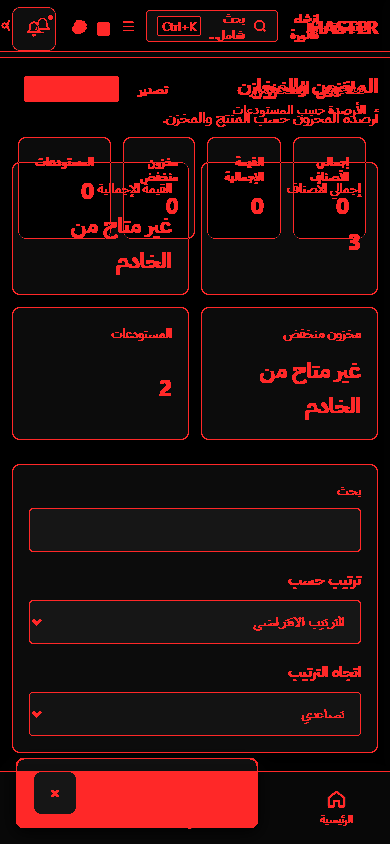 MASTER
بحث
شامل...
Ctrl+K
تصدير
الأرصدة حسب المستودعات
أرصدة المخزون حسب المنتج والمخزن.
إجمالي
الأصناف
0
القيمة
الإجمالية
0
مخزون
منخفض
0
المستودعات
0
إجمالي الأصناف
3
القيمة الإجمالية
غير متاح من
الخادم
مخزون منخفض
غير متاح من
الخادم
المستودعات
2
بحث
ترتيب حسب
الترتيب الافتراضي
اتجاه الترتيب
تصاعدي
×
الرئيسية